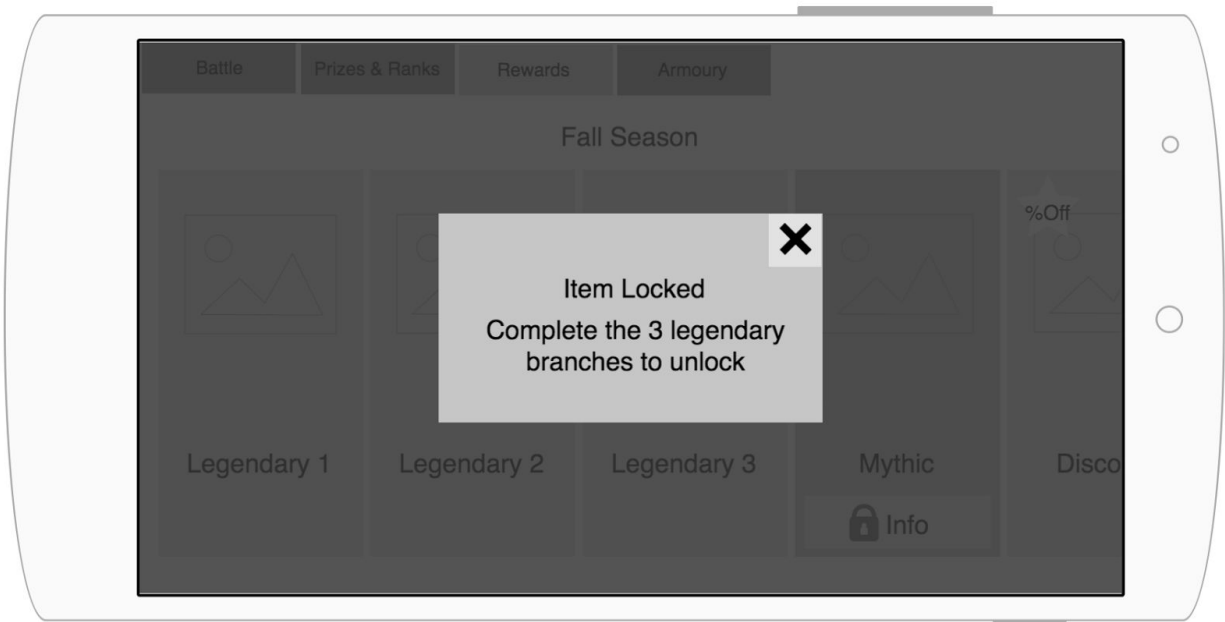 Battle
Prizes & Ranks
Rewards
Armoury
Fall Season
%Off
Item Locked
Complete the 3 legendary
branches to unlock
Legendary 1
Legendary 2
Legendary 3
Mythic
Disco
Info